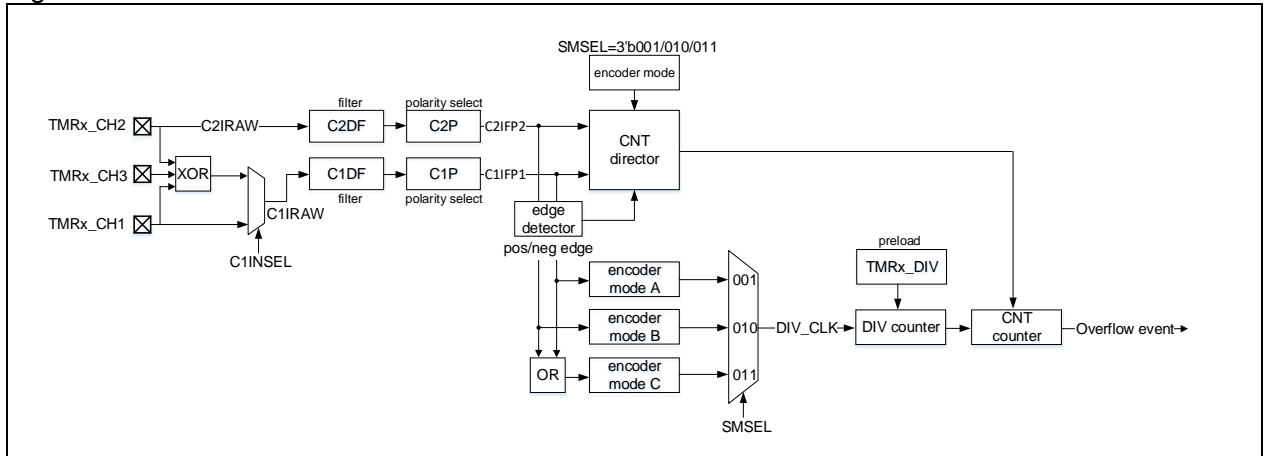 SMSEL=3'b001/010/011
encoder mode
filter
polarity select
TMRx_CH2
C2IRAW
C2DF
C2P
C2IFP2
CNT
director
TMRx_CH3
XOR
C1DF
C1P
C1IFP1
C1IRAW
filter
polarity select
TMRx_CH1
edge
detector
pos/neg edge
C1INSEL
preload
TMRx_DIV
encoder
mode A
001
encoder
mode B
010
DIV_CLK
DIV counter
CNT
counter
Overflow event
OR
encoder
mode C
011
SMSEL